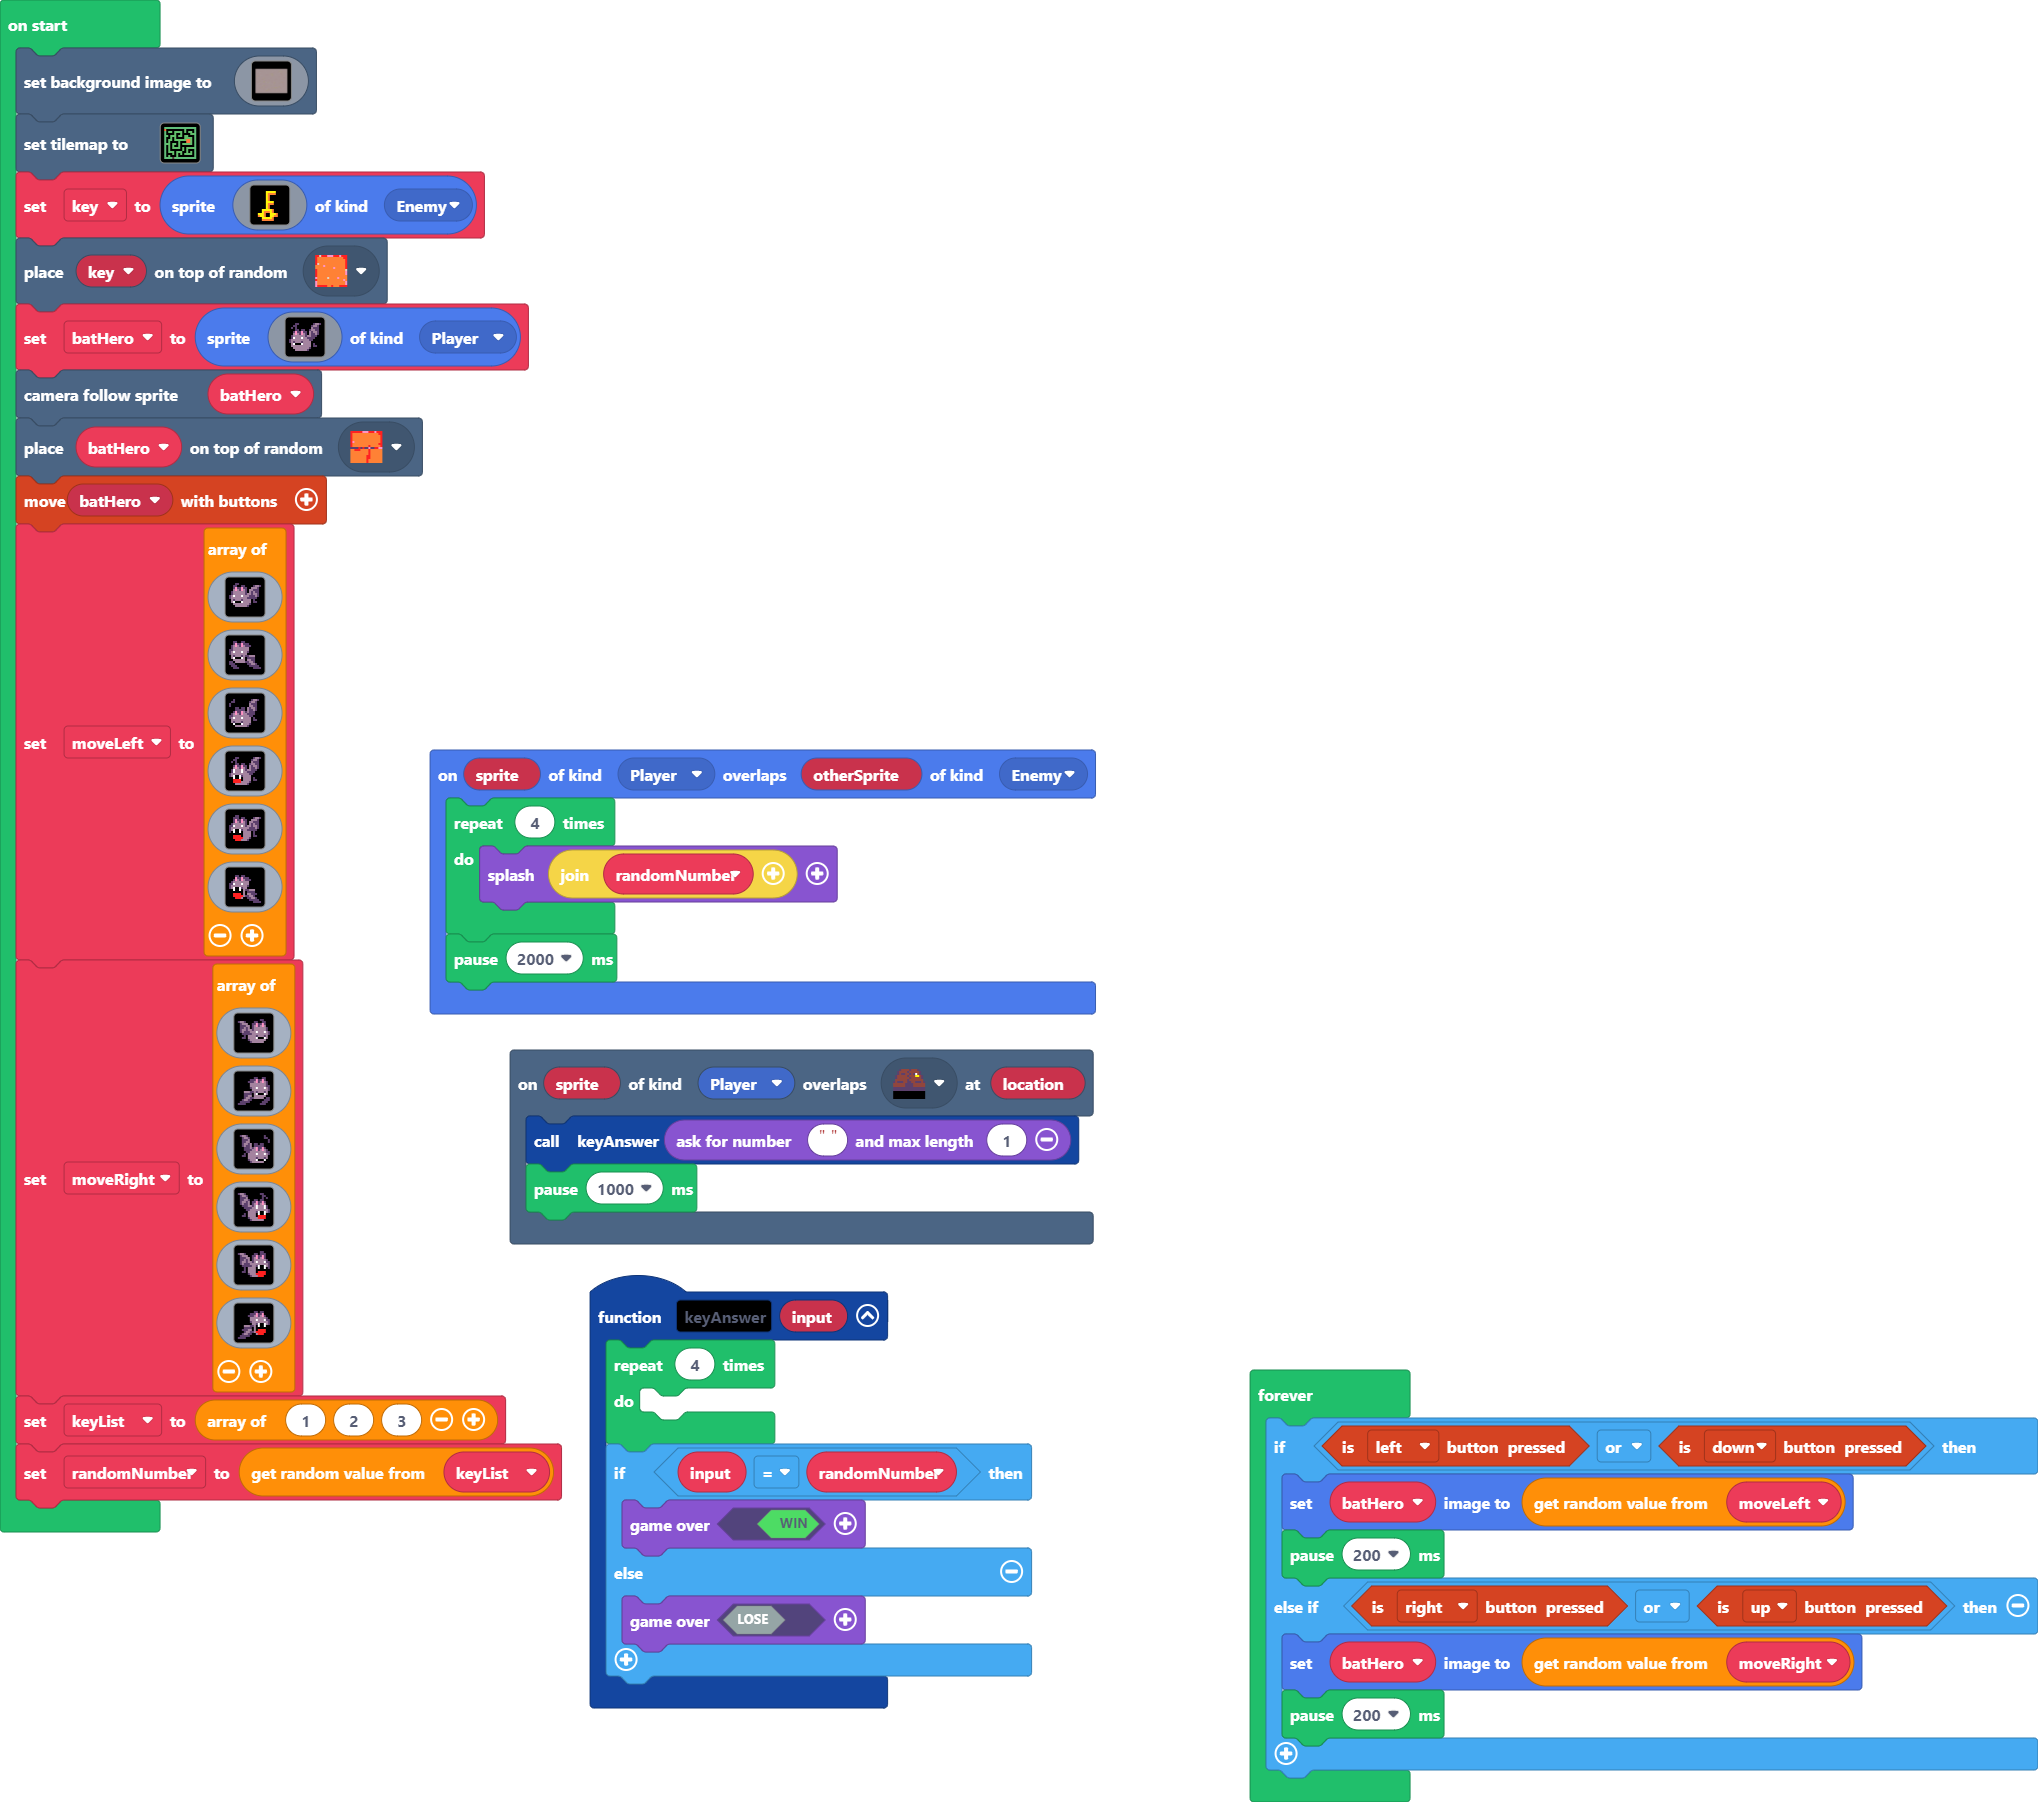 on start
set background image to
set tilemap to
set key to sprite of kind Enemy
place key on top of random
set batHero to sprite of kind Player
camera follow sprite batHero
place batHero on top of random
move batHero with buttons
set moveLeft to array of
set moveRight to array of
set keyList to array of 1 2 3
set randomNumber to get random value from keyList
on sprite of kind Player overlaps otherSprite of kind Enemy
repeat 4 times
do splash join randomNumber
pause 2000 ms
on sprite of kind Player overlaps at location
call keyAnswer ask for number " " and max length 1
pause 1000 ms
function keyAnswer input
repeat 4 times
do
if input = randomNumber then
game over WIN
else
game over LOSE
forever
if is left button pressed or is down button pressed then
set batHero image to get random value from moveLeft
pause 200 ms
else if is right button pressed or is up button pressed then
set batHero image to get random value from moveRight
pause 200 ms